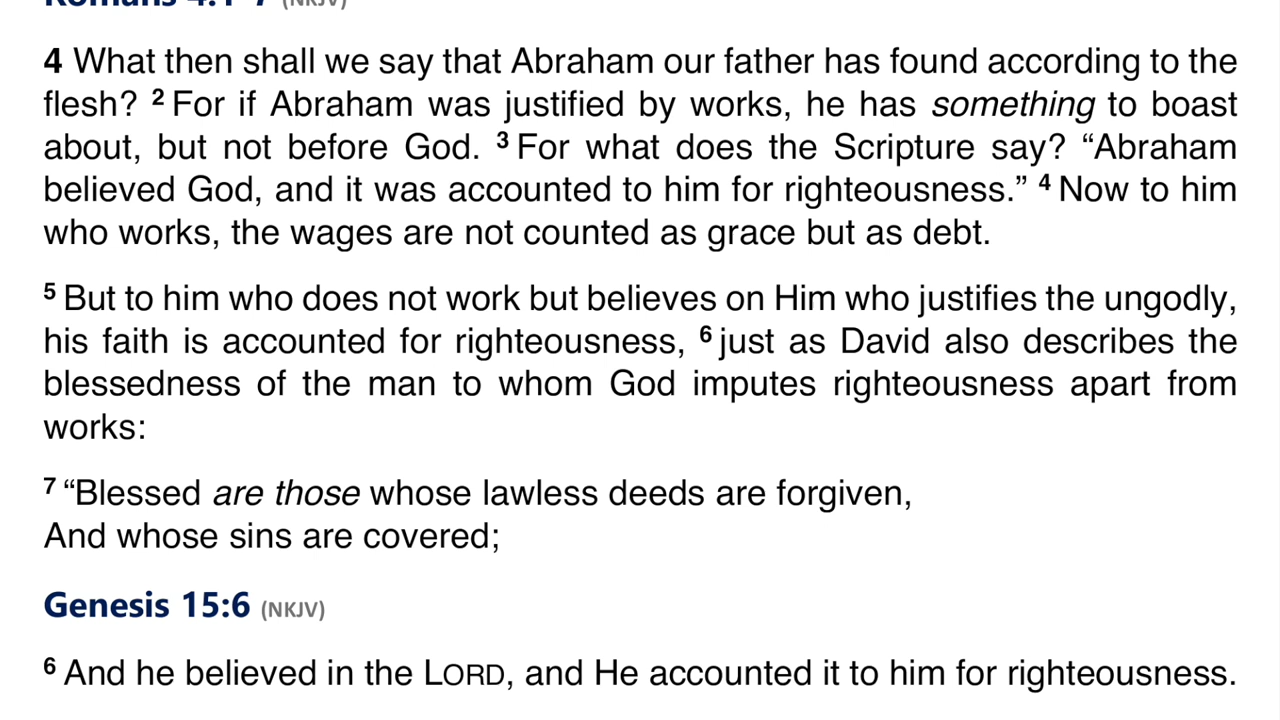 Romans 4:1-7 (NKJV)
4 What then shall we say that Abraham our father has found according to the
flesh? 2 For if Abraham was justified by works, he has something to boast
about, but not before God. 3 For what does the Scripture say? “Abraham
believed God, and it was accounted to him for righteousness.” 4 Now to him
who works, the wages are not counted as grace but as debt.
5 But to him who does not work but believes on Him who justifies the ungodly,
his faith is accounted for righteousness, 6 just as David also describes the
blessedness of the man to whom God imputes righteousness apart from
works:
7 “Blessed are those whose lawless deeds are forgiven,
And whose sins are covered;
Genesis 15:6 (NKJV)
6 And he believed in the LORD, and He accounted it to him for righteousness.